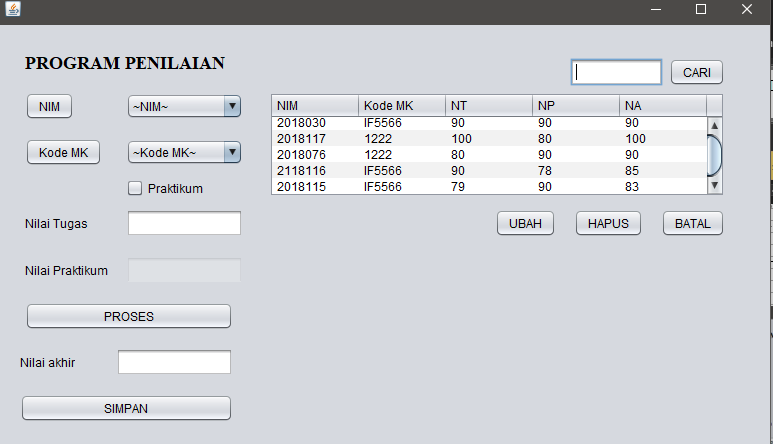 PROGRAM PENILAIAN
CARI
NIM ~NIM~
Kode MK ~Kode MK~
Praktikum
Nilai Tugas
Nilai Praktikum
PROSES
Nilai akhir
SIMPAN
NIM Kode MK NT NP NA
2018030 IF5566 90 90 90
2018117 1222 100 80 100
2018076 1222 80 90 90
2118116 IF5566 90 78 85
2018115 IF5566 79 90 83
UBAH HAPUS BATAL